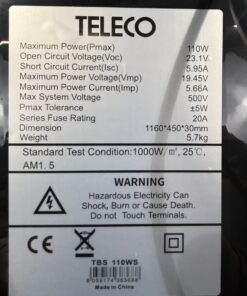 TELECO
Maximum Power(Pmax) 110W
Open Circuit Voltage(Voc) 23.1V
Short Circuit Current(Isc) 5.95A
Maximum Power Voltage(Vmp) 19.45V
Maximum Power Current(Imp) 5.66A
Max System Voltage 500V
Pmax Tolerance ±5W
Series Fuse Rating 20A
Dimension 1160*450*30mm
Weight 5.7kg
Standard Test Condition:1000W/㎡,25℃,
AM1.5
WARNING
Hazardous Electricity Can
Shock, Burn or Cause Death.
Do not Touch Terminals.
CE
TBS 110WS
Made in China